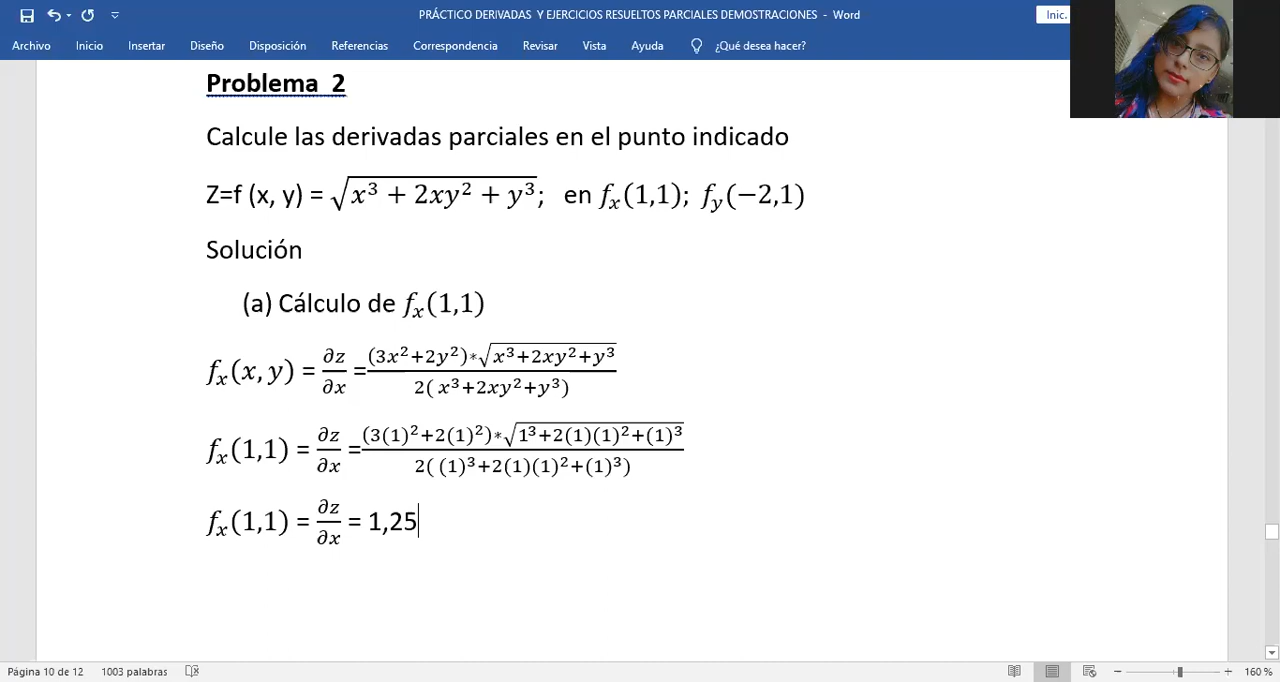 PRÁCTICO DERIVADAS Y EJERCICIOS RESUELTOS PARCIALES DEMOSTRACIONES - Word
Inic.
Archivo Inicio Insertar Diseño Disposición Referencias Correspondencia Revisar Vista Ayuda ¿Qué desea hacer?
Problema 2
Calcule las derivadas parciales en el punto indicado
Z=f (x, y) = √(x³ + 2xy² + y³); en fₓ(1,1); f_y(−2,1)
Solución
(a) Cálculo de fₓ(1,1)
fₓ(x, y) = ∂z/∂x = (3x²+2y²)*√(x³+2xy²+y³) / 2( x³+2xy²+y³)
fₓ(1,1) = ∂z/∂x = (3(1)²+2(1)²)*√(1³+2(1)(1)²+(1)³) / 2( (1)³+2(1)(1)²+(1)³)
fₓ(1,1) = ∂z/∂x = 1,25
Página 10 de 12 1003 palabras 160 %